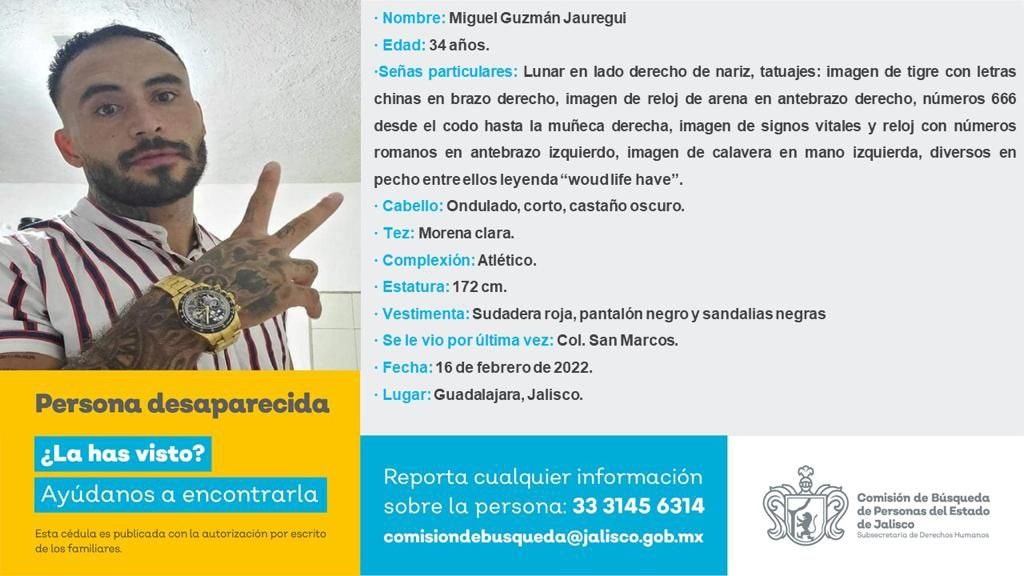 · Nombre: Miguel Guzmán Jauregui
· Edad: 34 años.
·Señas particulares: Lunar en lado derecho de nariz, tatuajes: imagen de tigre con letras
chinas en brazo derecho, imagen de reloj de arena en antebrazo derecho, números 666
desde el codo hasta la muñeca derecha, imagen de signos vitales y reloj con números
romanos en antebrazo izquierdo, imagen de calavera en mano izquierda, diversos en
pecho entre ellos leyenda “woud life have”.
· Cabello: Ondulado, corto, castaño oscuro.
· Tez: Morena clara.
· Complexión: Atlético.
· Estatura: 172 cm.
· Vestimenta: Sudadera roja, pantalón negro y sandalias negras
· Se le vio por última vez: Col. San Marcos.
· Fecha: 16 de febrero de 2022.
· Lugar: Guadalajara, Jalisco.
Persona desaparecida
¿La has visto?
Ayúdanos a encontrarla
Esta cédula es publicada con la autorización por escrito
de los familiares.
Reporta cualquier información
sobre la persona: 33 3145 6314
comisiondebusqueda@jalisco.gob.mx
Comisión de Búsqueda
de Personas del Estado
de Jalisco
Subsecretaría de Derechos Humanos